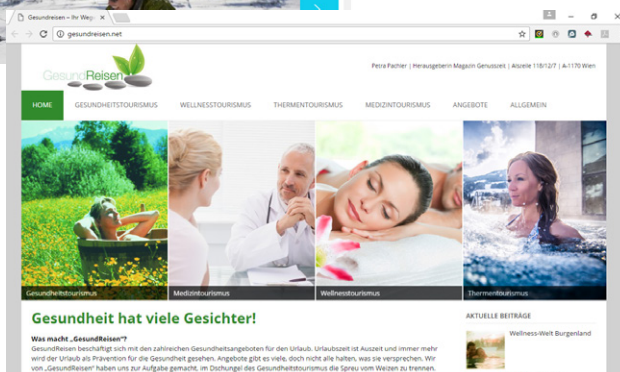 Gesundreisen – Ihr Weg
gesundreisen.net
GesundReisen
Petra Pachler | Herausgeberin Magazin Genusszeit | Alszeile 118/12/7 | A-1170 Wien
HOME GESUNDHEITSTOURISMUS WELLNESSTOURISMUS THERMENTOURISMUS MEDIZINTOURISMUS ANGEBOTE ALLGEMEIN
Gesundheitstourismus Medizintourismus Wellnesstourismus Thermentourismus
Gesundheit hat viele Gesichter!
Was macht „GesundReisen“?
GesundReisen beschäftigt sich mit den zahlreichen Gesundheitsangeboten für den Urlaub. Urlaubszeit ist Auszeit und immer mehr
wird der Urlaub als Prävention für die Gesundheit gesehen. Angebote gibt es viele, doch nicht alle halten, was sie versprechen. Wir
von „GesundReisen“ haben uns zur Aufgabe gemacht, im Dschungel des Gesundheitstourismus die Spreu vom Weizen zu trennen.
AKTUELLE BEITRÄGE
Wellness-Welt Burgenland